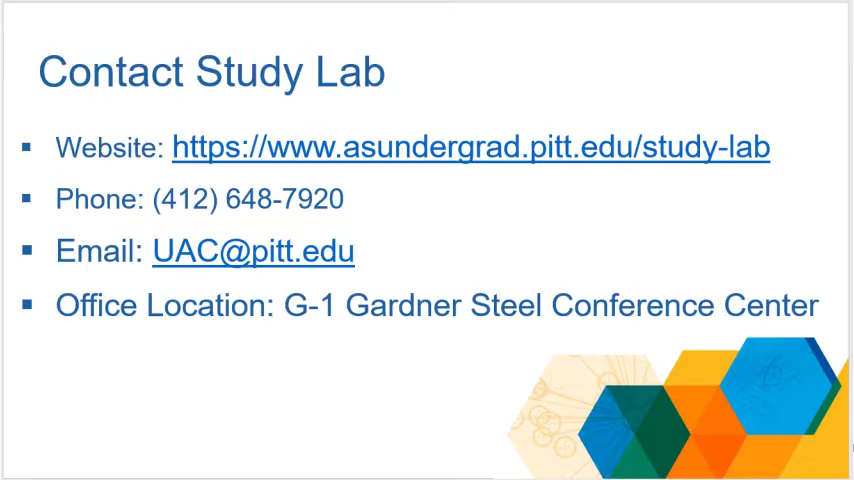 Contact Study Lab
▪ Website: https://www.asundergrad.pitt.edu/study-lab
▪ Phone: (412) 648-7920
▪ Email: UAC@pitt.edu
▪ Office Location: G-1 Gardner Steel Conference Center